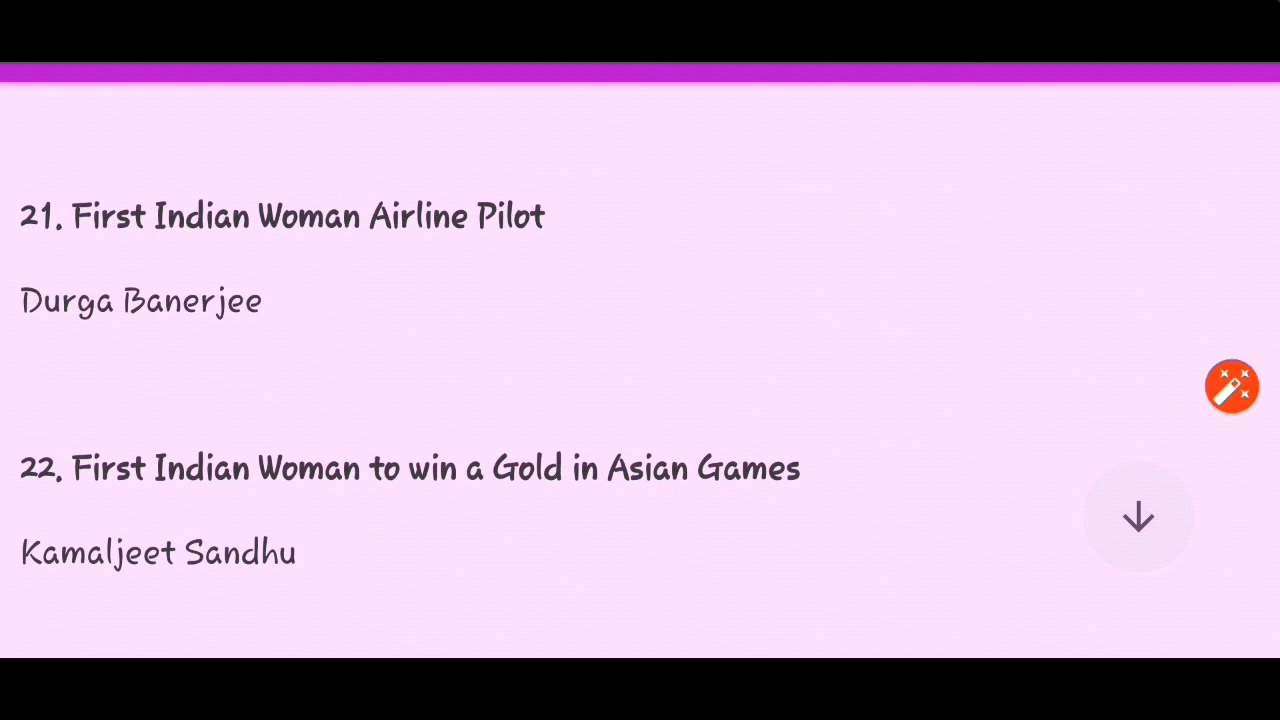 21. First Indian Woman Airline Pilot
Durga Banerjee
22. First Indian Woman to win a Gold in Asian Games
Kamaljeet Sandhu